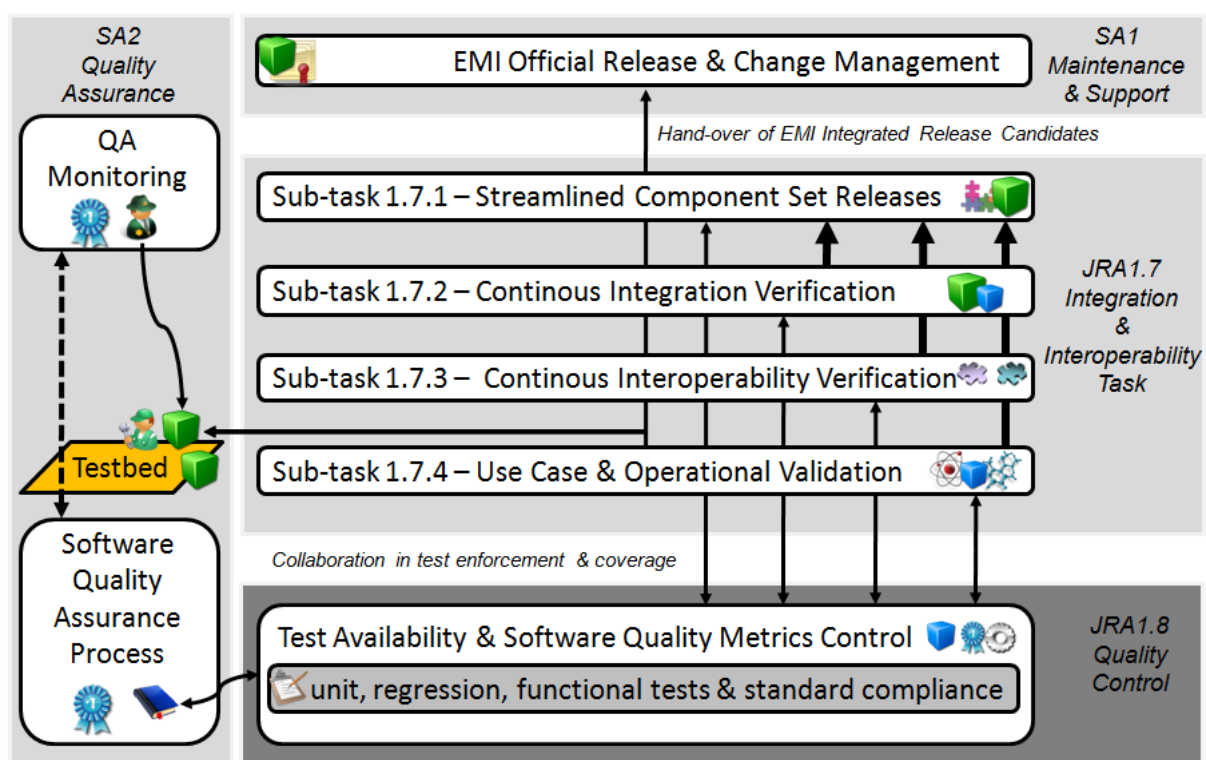 SA2
Quality
Assurance
QA
Monitoring
Testbed
Software
Quality
Assurance
Process
EMI Official Release & Change Management
SA1
Maintenance
& Support
Hand-over of EMI Integrated Release Candidates
Sub-task 1.7.1 – Streamlined Component Set Releases
Sub-task 1.7.2 – Continous Integration Verification
Sub-task 1.7.3 – Continous Interoperability Verification
Sub-task 1.7.4 – Use Case & Operational Validation
JRA1.7
Integration
&
Interoperability
Task
Collaboration in test enforcement & coverage
Test Availability & Software Quality Metrics Control
unit, regression, functional tests & standard compliance
JRA1.8
Quality
Control